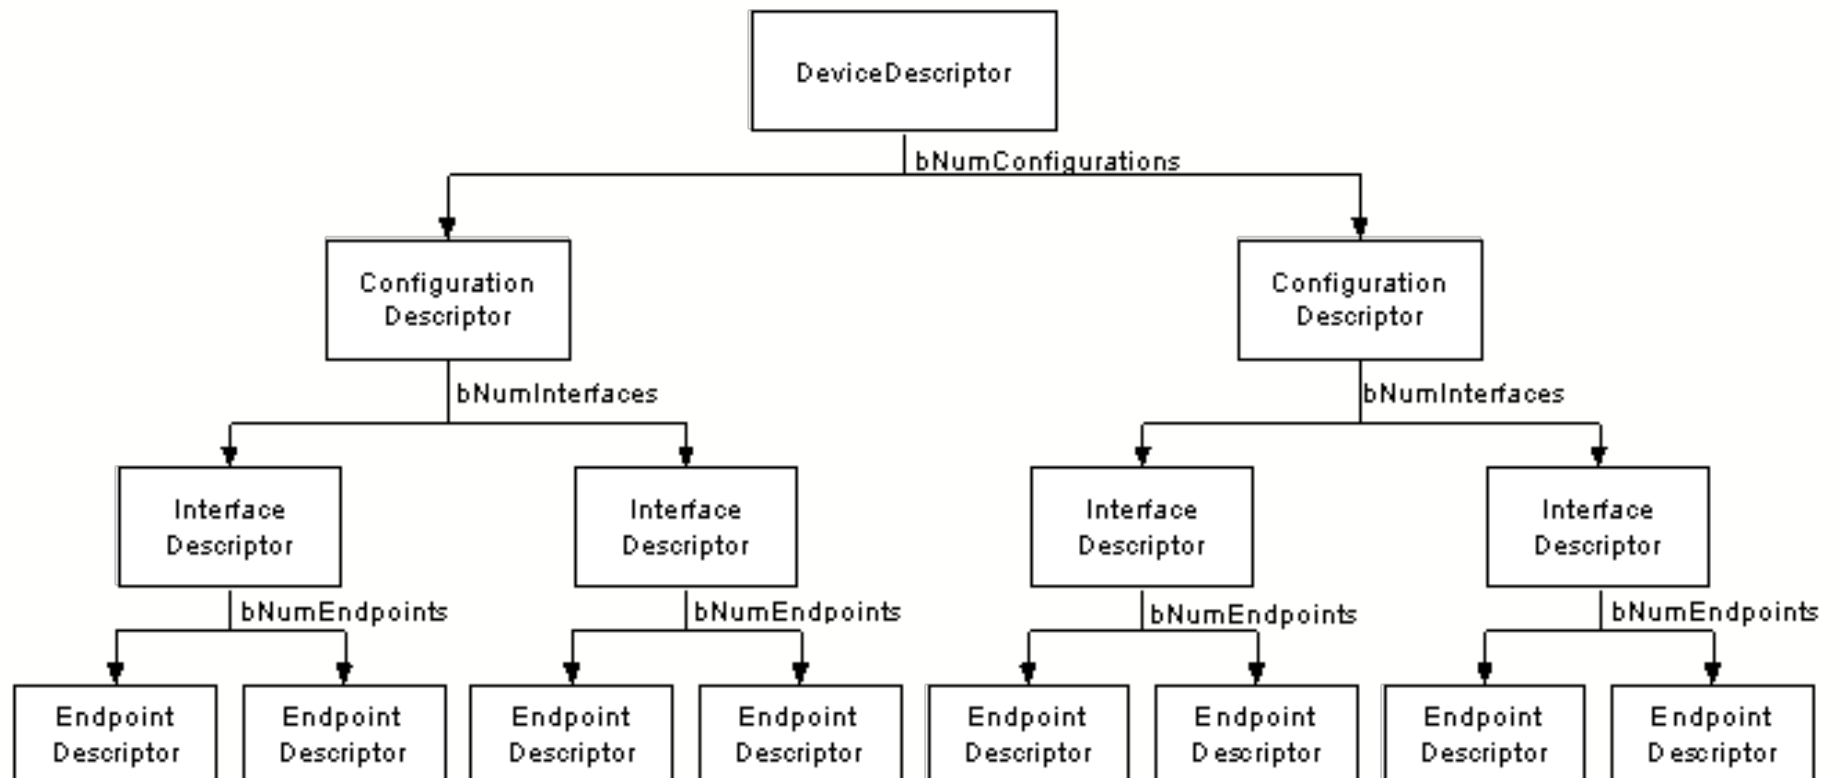 DeviceDescriptor
bNumConfigurations
Configuration
Descriptor
Configuration
Descriptor
bNumInterfaces
bNumInterfaces
Interface
Descriptor
Interface
Descriptor
Interface
Descriptor
Interface
Descriptor
bNumEndpoints
bNumEndpoints
bNumEndpoints
bNumEndpoints
Endpoint
Descriptor
Endpoint
Descriptor
Endpoint
Descriptor
Endpoint
Descriptor
Endpoint
Descriptor
Endpoint
Descriptor
Endpoint
Descriptor
Endpoint
Descriptor